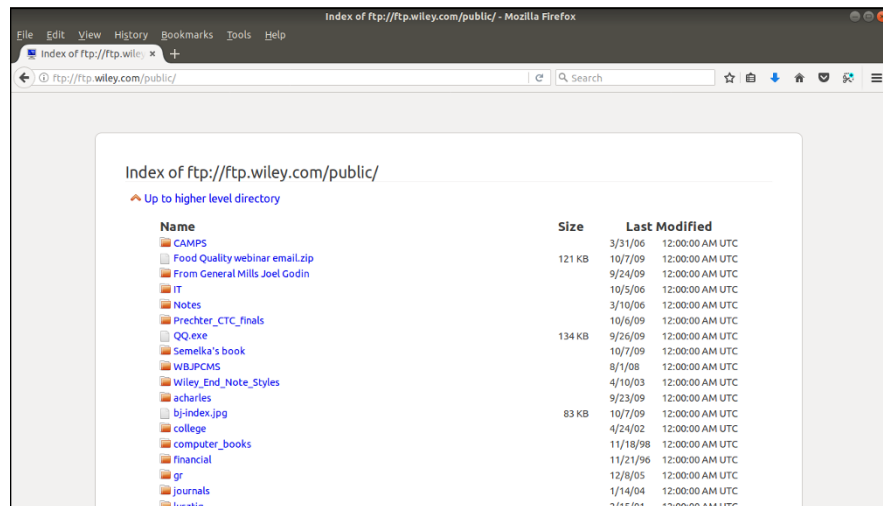 Index of ftp://ftp.wiley.com/public/ - Mozilla Firefox
File Edit View History Bookmarks Tools Help
Index of ftp://ftp.wiley
ftp://ftp.wiley.com/public/ Search
Index of ftp://ftp.wiley.com/public/
Up to higher level directory
Name Size Last Modified
CAMPS 3/31/06 12:00:00 AM UTC
Food Quality webinar email.zip 121 KB 10/7/09 12:00:00 AM UTC
From General Mills Joel Godin 9/24/09 12:00:00 AM UTC
IT 10/5/06 12:00:00 AM UTC
Notes 3/10/06 12:00:00 AM UTC
Prechter_CTC_finals 10/6/09 12:00:00 AM UTC
QQ.exe 134 KB 9/26/09 12:00:00 AM UTC
Semelka's book 10/7/09 12:00:00 AM UTC
WBJPCMS 8/1/08 12:00:00 AM UTC
Wiley_End_Note_Styles 4/10/03 12:00:00 AM UTC
acharles 9/23/09 12:00:00 AM UTC
bj-index.jpg 83 KB 10/7/09 12:00:00 AM UTC
college 4/24/02 12:00:00 AM UTC
computer_books 11/18/98 12:00:00 AM UTC
financial 11/21/96 12:00:00 AM UTC
gr 12/8/05 12:00:00 AM UTC
journals 1/14/04 12:00:00 AM UTC